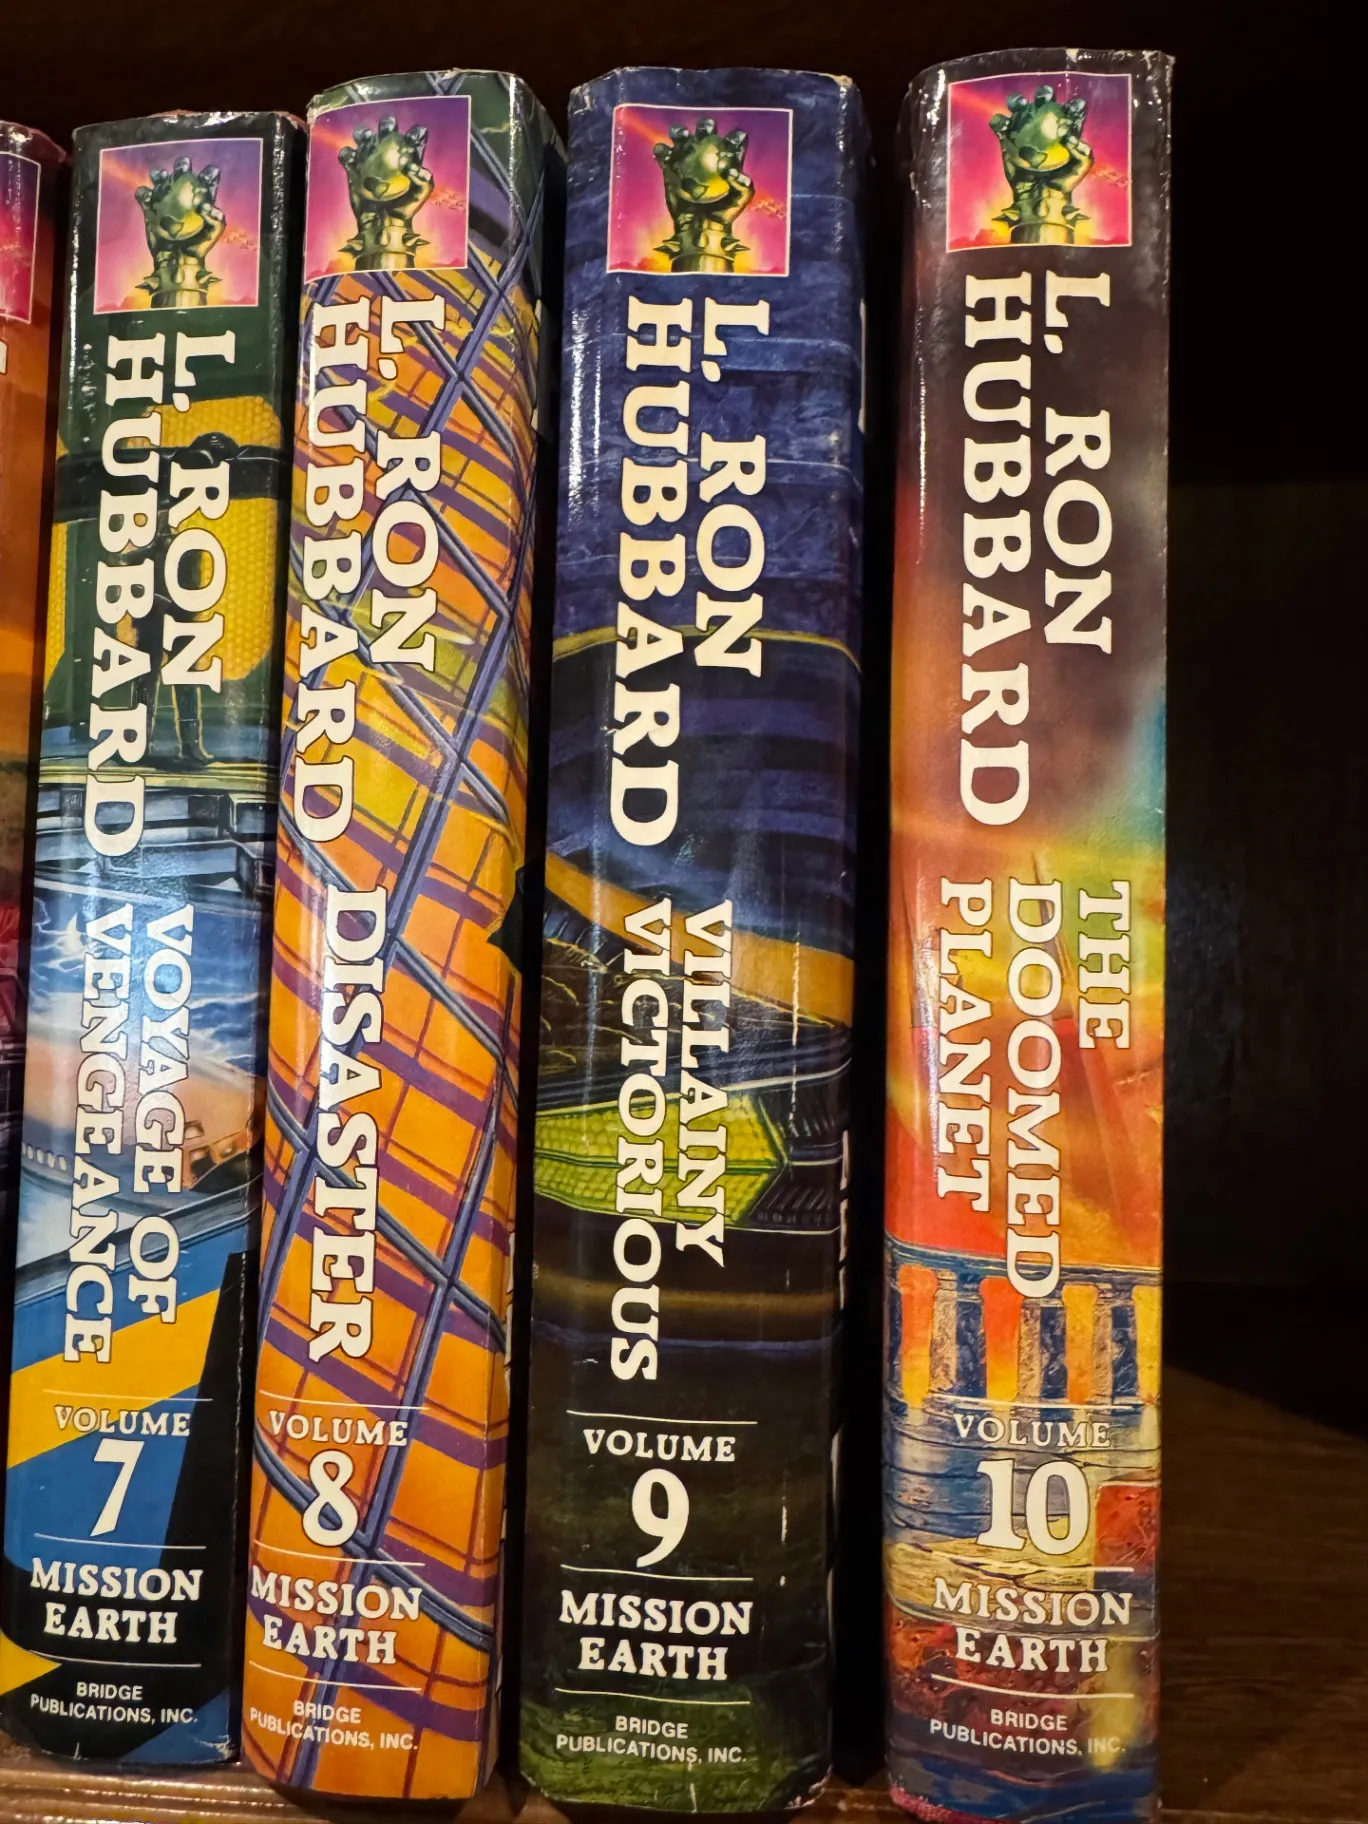 L. RON
HUBBARD
VOYAGE OF
VENGEANCE
VOLUME
7
MISSION
EARTH
BRIDGE
PUBLICATIONS, INC.
L. RON
HUBBARD
DISASTER
VOLUME
8
MISSION
EARTH
BRIDGE
PUBLICATIONS, INC.
L. RON
HUBBARD
VILLANY
VICTORIOUS
VOLUME
9
MISSION
EARTH
BRIDGE
PUBLICATIONS, INC.
L. RON
HUBBARD
THE
DOOMED
PLANET
VOLUME
10
MISSION
EARTH
BRIDGE
PUBLICATIONS, INC.